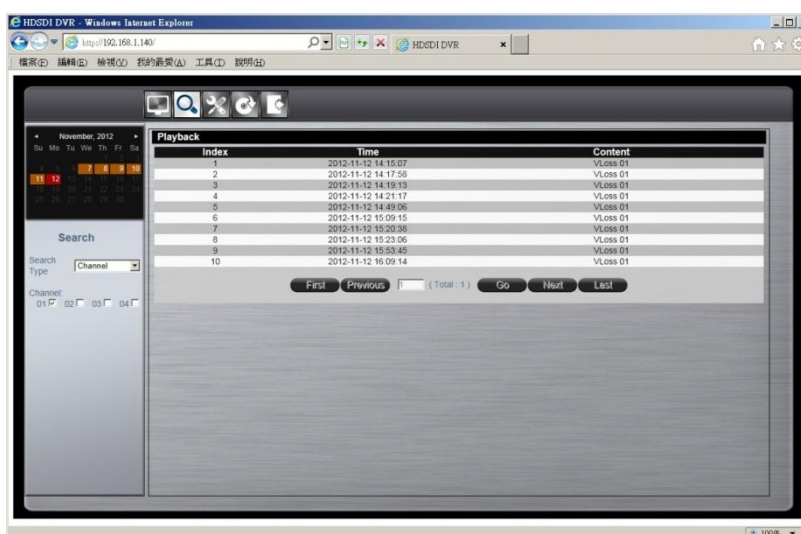 HDSDI DVR - Windows Internet Explorer
http://192.168.1.140/
HDSDI DVR
檔案(F) 編輯(E) 檢視(V) 我的最愛(A) 工具(T) 說明(H)
November, 2012
Su Mo Tu We Th Fr Sa
7 8 9 10
11 12
25 26 27 28 29 30
Search
Search Type
Channel
Channel:
01 02 03 04
Playback
Index Time Content
1 2012-11-12 14:15:07 VLoss 01
2 2012-11-12 14:17:58 VLoss 01
3 2012-11-12 14:19:13 VLoss 01
4 2012-11-12 14:21:17 VLoss 01
5 2012-11-12 14:49:06 VLoss 01
6 2012-11-12 15:09:15 VLoss 01
7 2012-11-12 15:20:38 VLoss 01
8 2012-11-12 15:23:06 VLoss 01
9 2012-11-12 15:53:45 VLoss 01
10 2012-11-12 16:09:14 VLoss 01
First Previous 1 ( Total : 1 ) Go Next Last
100%